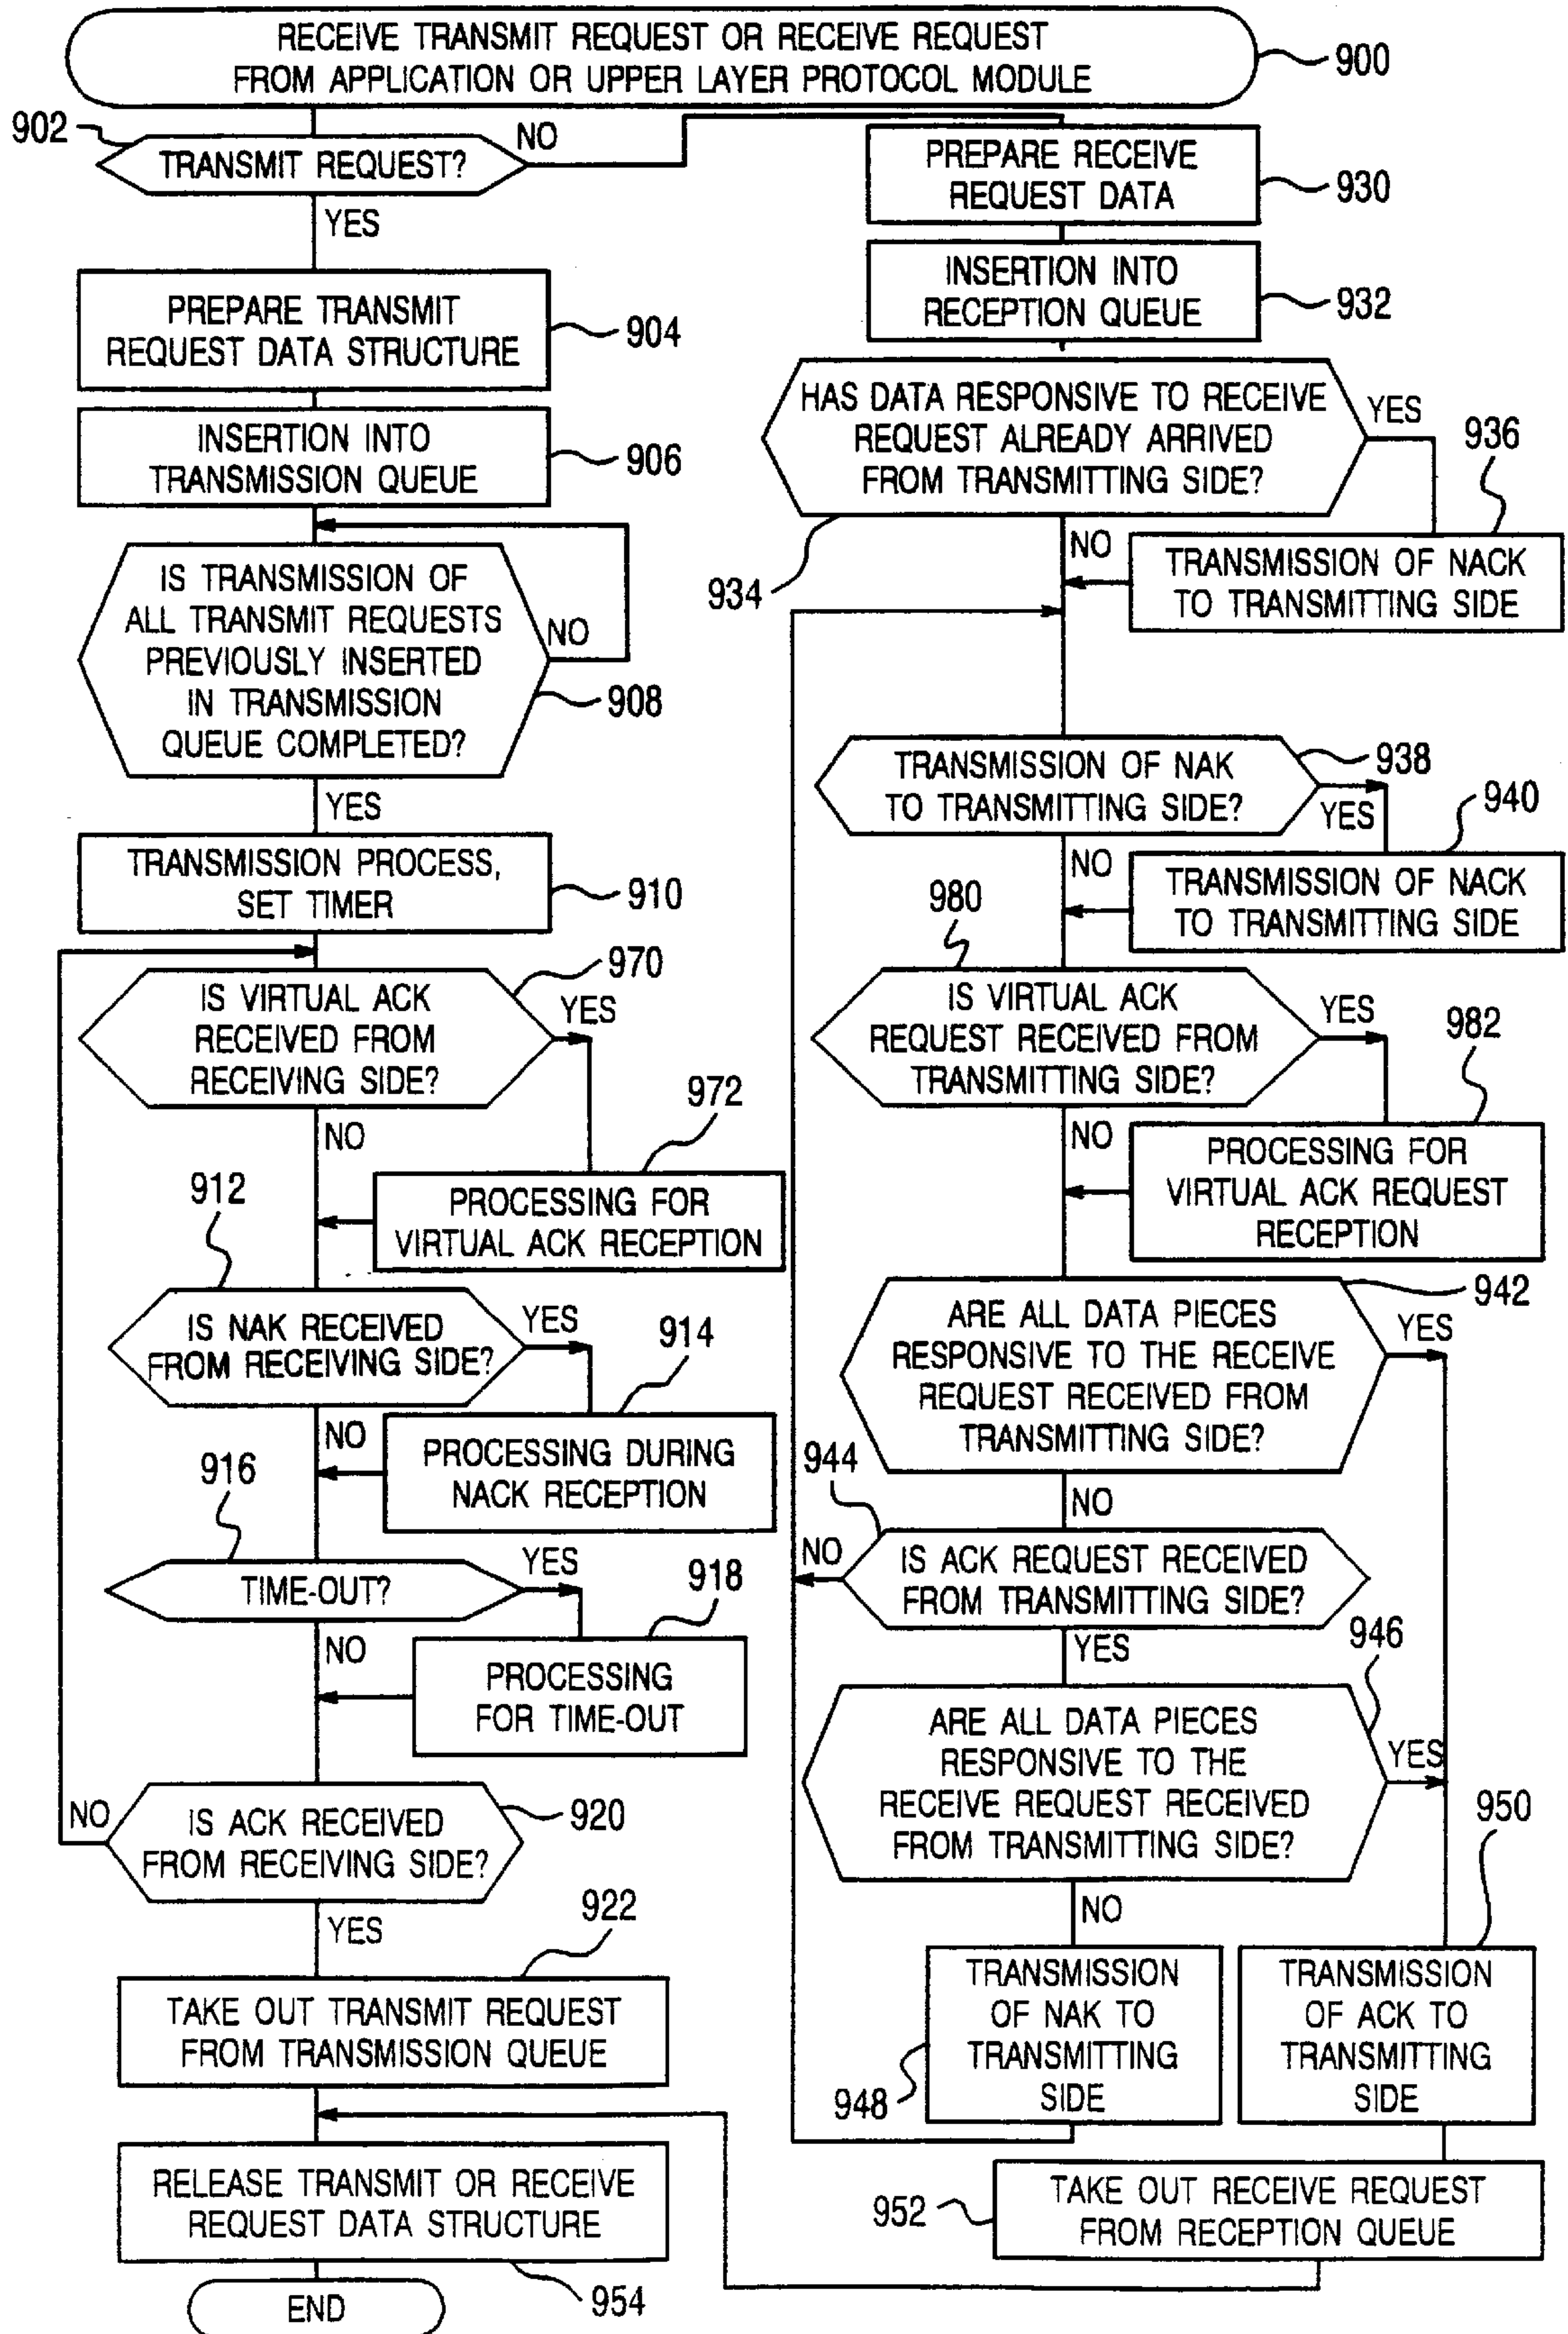 RECEIVE TRANSMIT REQUEST OR RECEIVE REQUEST
FROM APPLICATION OR UPPER LAYER PROTOCOL MODULE
900
902
TRANSMIT REQUEST?
NO
YES
PREPARE TRANSMIT
REQUEST DATA STRUCTURE
904
INSERTION INTO
TRANSMISSION QUEUE
906
IS TRANSMISSION OF
ALL TRANSMIT REQUESTS
PREVIOUSLY INSERTED
IN TRANSMISSION
QUEUE COMPLETED?
NO
908
YES
TRANSMISSION PROCESS,
SET TIMER
910
970
IS VIRTUAL ACK
RECEIVED FROM
RECEIVING SIDE?
YES
NO
972
PROCESSING FOR
VIRTUAL ACK RECEPTION
912
IS NAK RECEIVED
FROM RECEIVING SIDE?
YES
914
NO
PROCESSING DURING
NACK RECEPTION
916
TIME-OUT?
YES
918
NO
PROCESSING
FOR TIME-OUT
NO
IS ACK RECEIVED
FROM RECEIVING SIDE?
920
YES
922
TAKE OUT TRANSMIT REQUEST
FROM TRANSMISSION QUEUE
RELEASE TRANSMIT OR RECEIVE
REQUEST DATA STRUCTURE
954
END
PREPARE RECEIVE
REQUEST DATA
930
INSERTION INTO
RECEPTION QUEUE
932
HAS DATA RESPONSIVE TO RECEIVE
REQUEST ALREADY ARRIVED
FROM TRANSMITTING SIDE?
YES
936
934
NO
TRANSMISSION OF NACK
TO TRANSMITTING SIDE
TRANSMISSION OF NAK
TO TRANSMITTING SIDE?
938
YES
940
NO
TRANSMISSION OF NACK
TO TRANSMITTING SIDE
980
IS VIRTUAL ACK
REQUEST RECEIVED FROM
TRANSMITTING SIDE?
YES
982
NO
PROCESSING FOR
VIRTUAL ACK REQUEST
RECEPTION
942
ARE ALL DATA PIECES
RESPONSIVE TO THE RECEIVE
REQUEST RECEIVED FROM
TRANSMITTING SIDE?
YES
944
NO
NO
IS ACK REQUEST RECEIVED
FROM TRANSMITTING SIDE?
946
YES
ARE ALL DATA PIECES
RESPONSIVE TO THE
RECEIVE REQUEST RECEIVED
FROM TRANSMITTING SIDE?
YES
950
NO
TRANSMISSION
OF NAK TO
TRANSMITTING
SIDE
948
TRANSMISSION
OF ACK TO
TRANSMITTING
SIDE
952
TAKE OUT RECEIVE REQUEST
FROM RECEPTION QUEUE